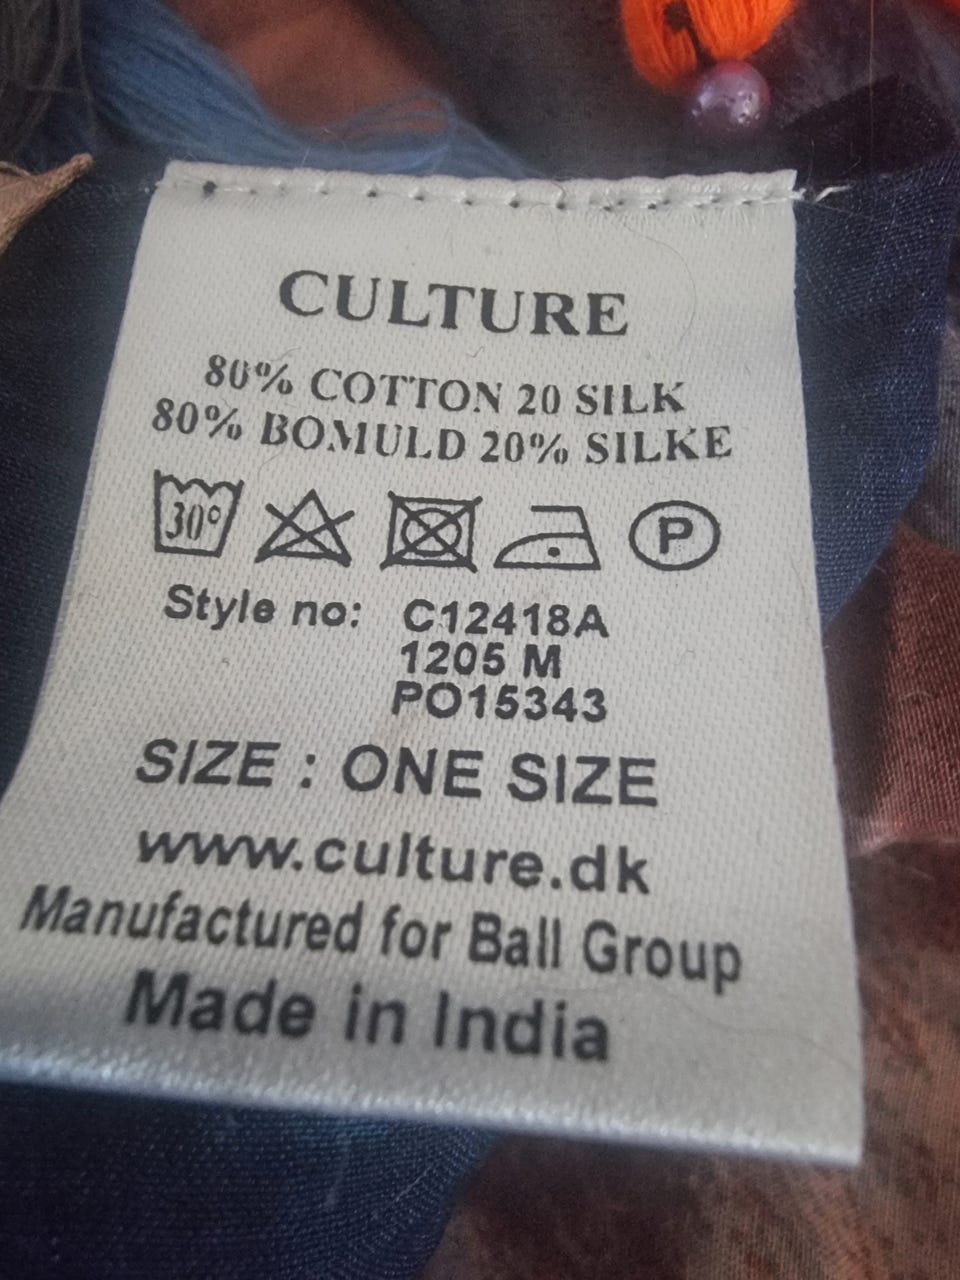 CULTURE
80% COTTON 20 SILK
80% BOMULD 20% SILKE
30° P
Style no: C12418A
1205 M
PO15343
SIZE : ONE SIZE
www.culture.dk
Manufactured for Ball Group
Made in India